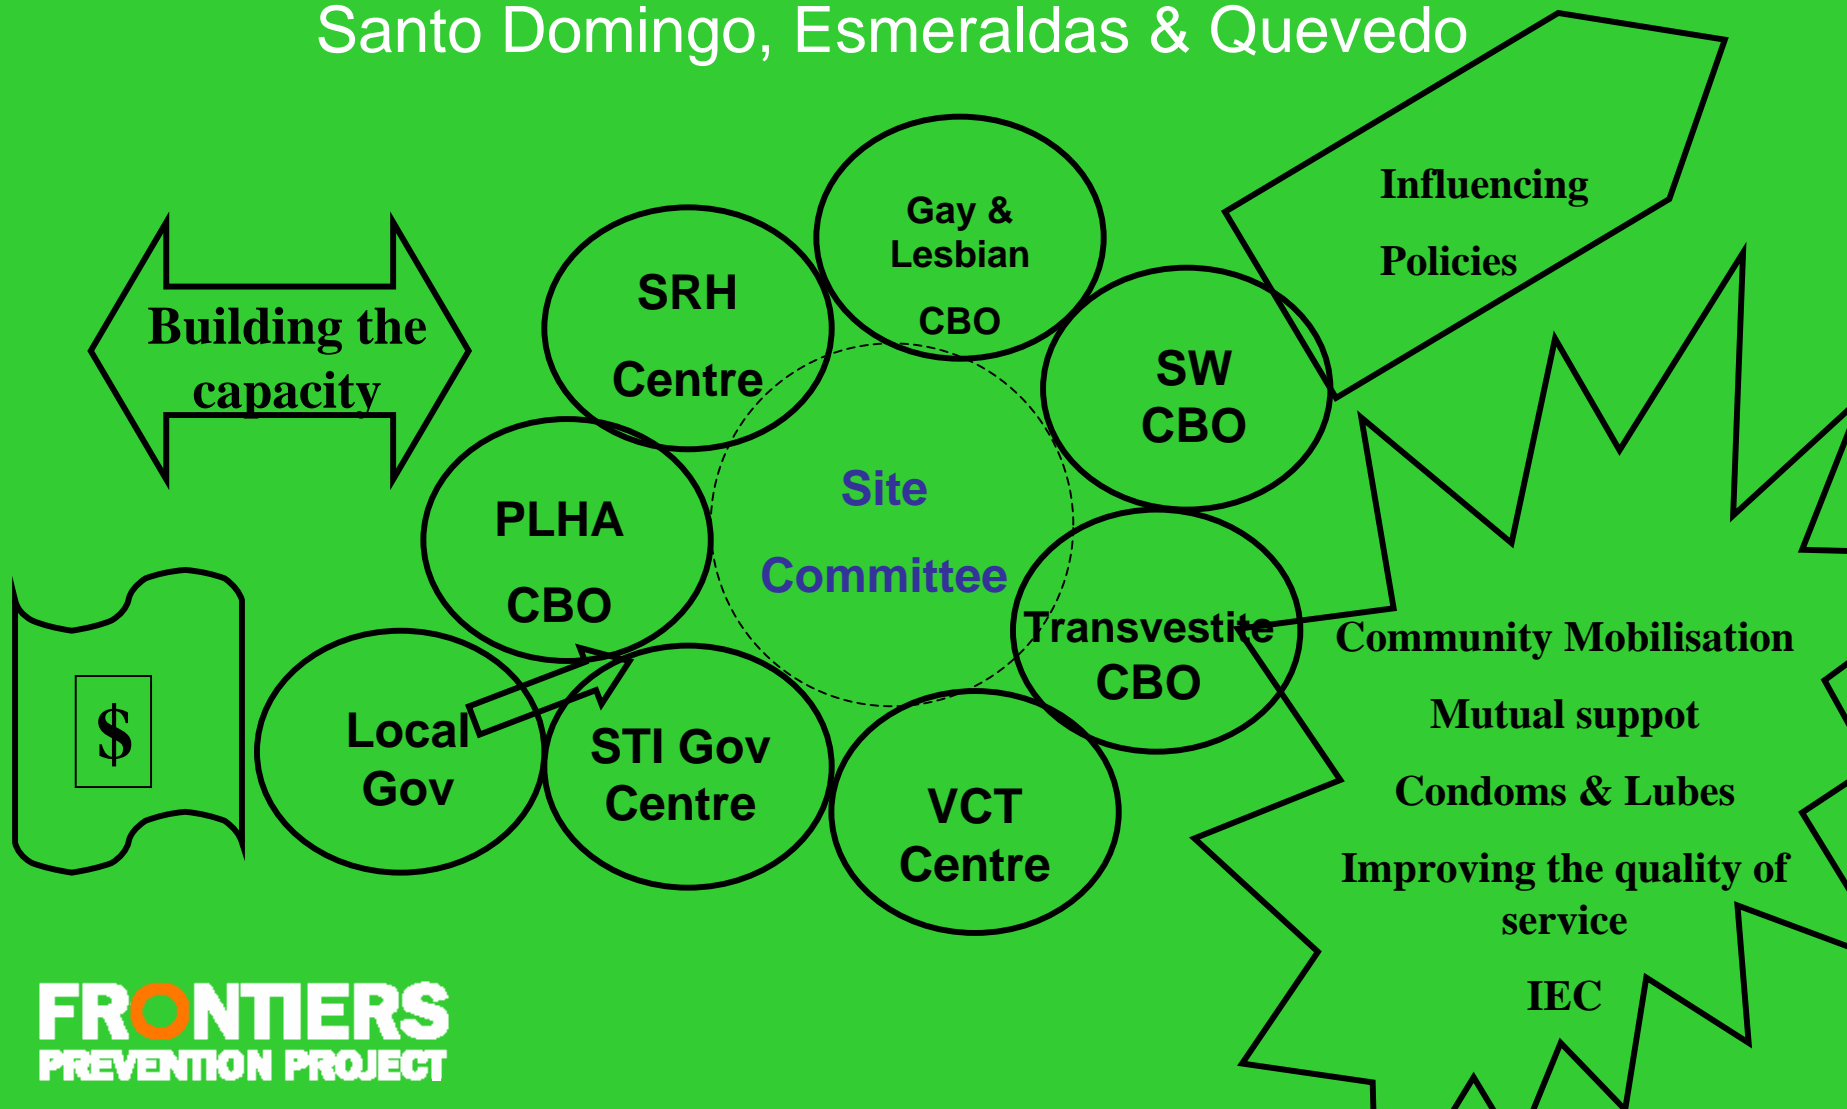 Santo Domingo, Esmeraldas & Quevedo
Influencing
Policies
Gay &
Lesbian
CBO
SRH
Centre
Building the
capacity
SW
CBO
PLHA
CBO
Site
Committee
Transvestite
CBO
Community Mobilisation
Mutual suppot
Condoms & Lubes
Improving the quality of
service
IEC
$
Local
Gov
STI Gov
Centre
VCT
Centre
FRONTIERS
PREVENTION PROJECT